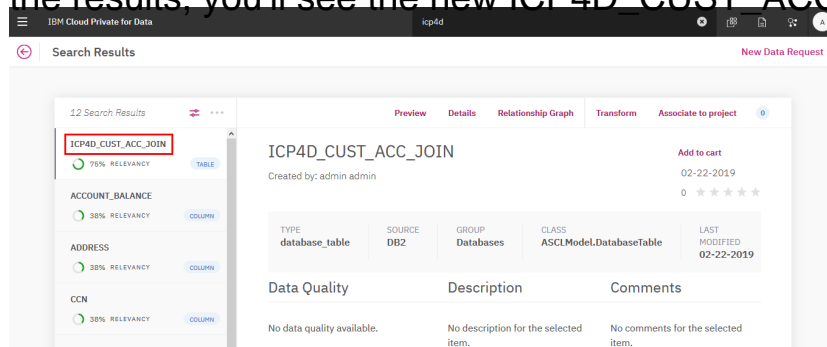 the results, you'll see the new ICP4D_CUST_ACC
IBM Cloud Private for Data
icp4d
A
Search Results
New Data Request
12 Search Results
Preview Details Relationship Graph Transform Associate to project 0
ICP4D_CUST_ACC_JOIN
76% RELEVANCY TABLE
ACCOUNT_BALANCE
38% RELEVANCY COLUMN
ADDRESS
38% RELEVANCY COLUMN
CCN
38% RELEVANCY COLUMN
ICP4D_CUST_ACC_JOIN
Created by: admin admin
Add to cart
02-22-2019
0
TYPE SOURCE GROUP CLASS LAST MODIFIED
database_table DB2 Databases ASCLModel.DatabaseTable 02-22-2019
Data Quality Description Comments
No data quality available. No description for the selected item. No comments for the selected item.